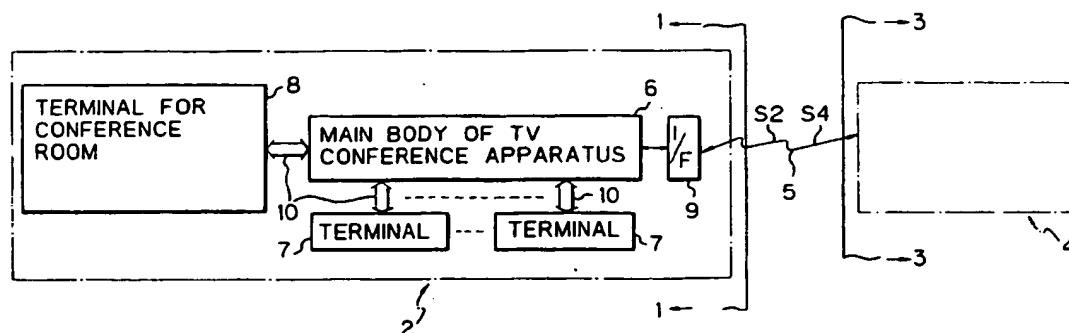 1
3
8
TERMINAL FOR
CONFERENCE
ROOM
6
MAIN BODY OF TV
CONFERENCE APPARATUS
I/F
S2
S4
5
9
10
10
TERMINAL
TERMINAL
7
7
2
1
3
4